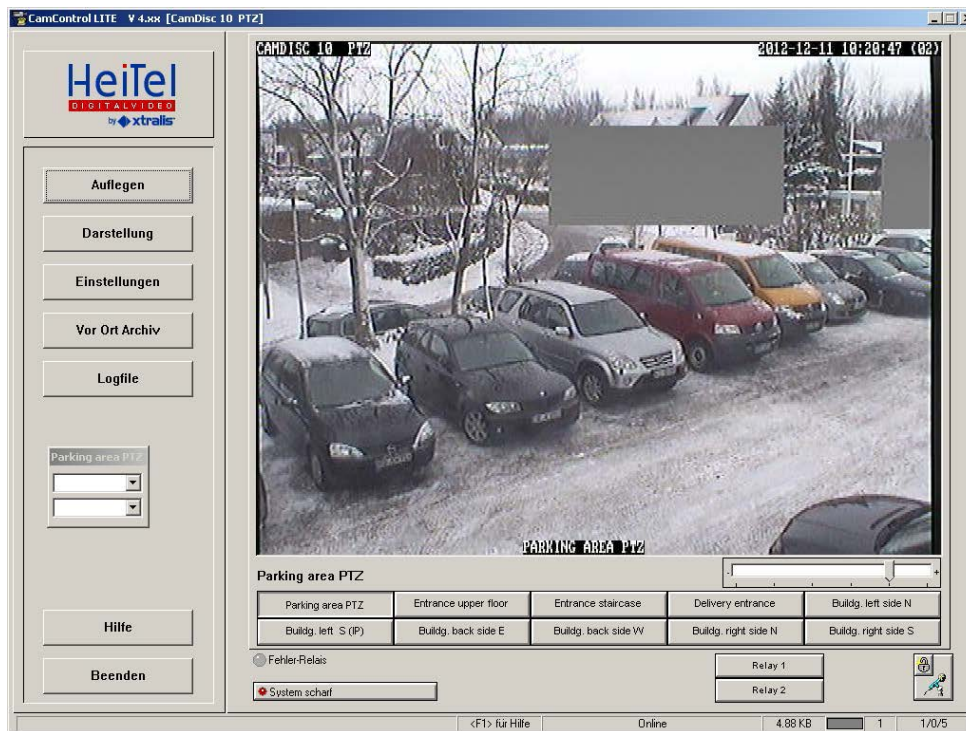 CamControl LITE V 4.xx [CamDisc 10 PTZ]
HeiTel
DIGITALVIDEO
by xtralis
Auflegen
Darstellung
Einstellungen
Vor Ort Archiv
Logfile
Parking area PTZ
Hilfe
Beenden
CAMDISC 10 PTZ
2012-12-11 10:20:47 (02)
PARKING AREA PTZ
Parking area PTZ
- +
Parking area PTZ
Entrance upper floor
Entrance staircase
Delivery entrance
Buildg. left side N
Buildg. left S (IP)
Buildg. back side E
Buildg. back side W
Buildg. right side N
Buildg. right side S
Fehler-Relais
System scharf
Relay 1
Relay 2
<F1> für Hilfe
Online
4.88 KB
1
1/0/5